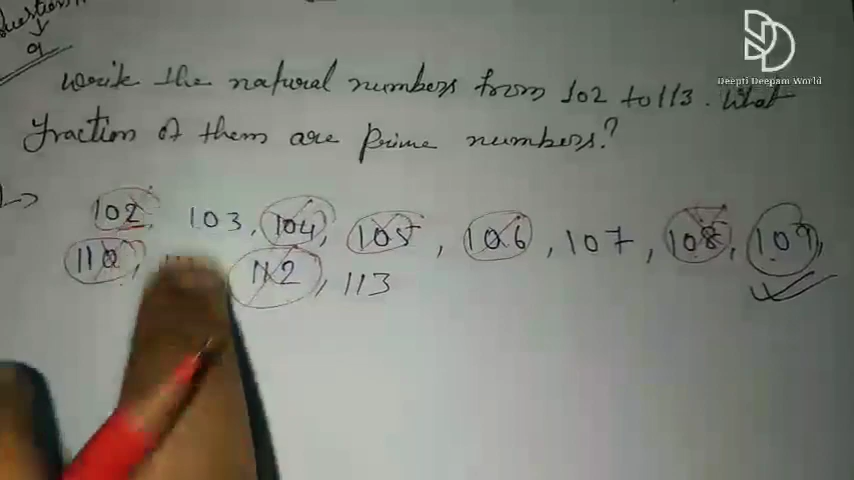 Question
9
Write the natural numbers from 102 to 113. What
fraction of them are prime numbers?
102, 103, 104, 105, 106, 107, 108, 109,
110, 112, 113
Deepti Deepam World